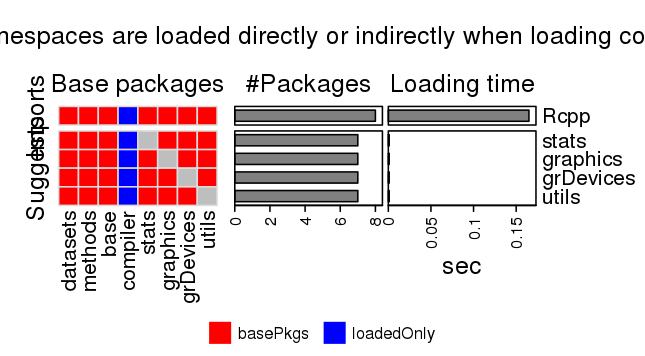 nespaces are loaded directly or indirectly when loading co
Base packages
#Packages
Loading time
Imports
Suggests
Rcpp
stats
graphics
grDevices
utils
datasets
methods
base
compiler
stats
graphics
grDevices
utils
0 2 4 6 8
0 0.05 0.1 0.15
sec
basePkgs loadedOnly